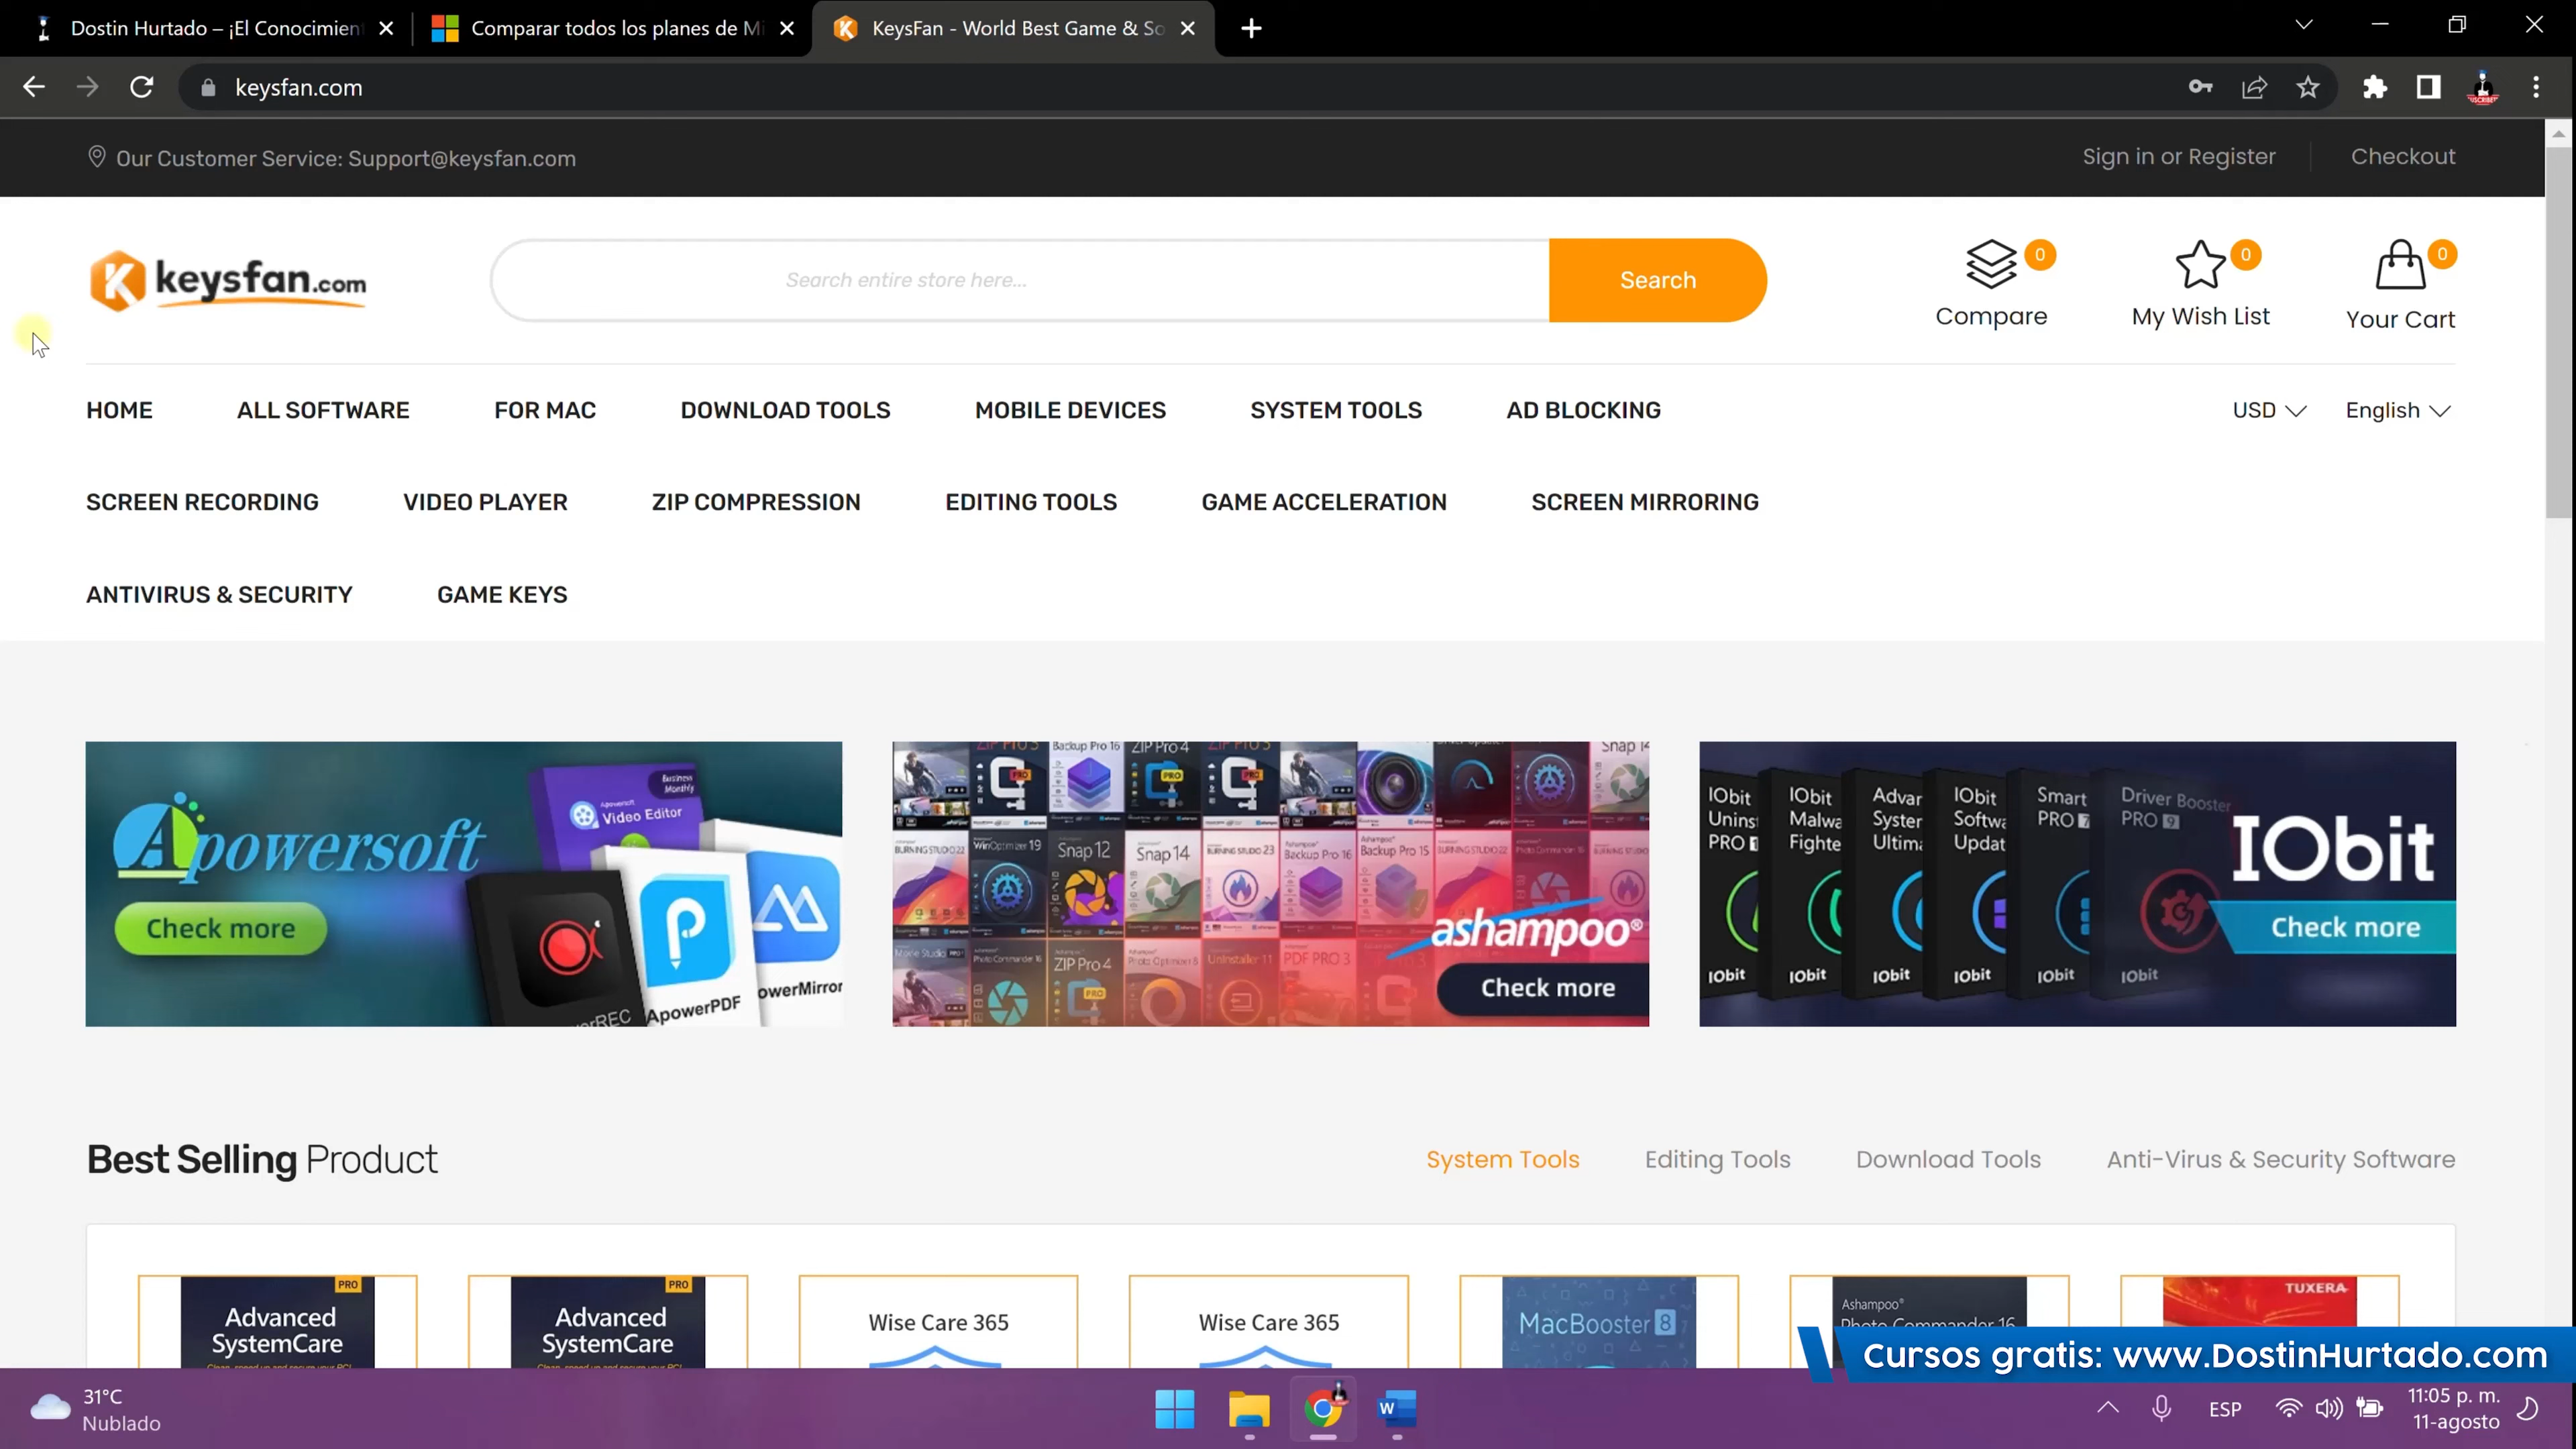 Dostin Hurtado – ¡El Conocimien
Comparar todos los planes de Mi
KeysFan - World Best Game & So
keysfan.com
Our Customer Service: Support@keysfan.com
Sign in or Register
Checkout
keysfan.com
Search entire store here...
Search
0
Compare
0
My Wish List
0
Your Cart
HOME
ALL SOFTWARE
FOR MAC
DOWNLOAD TOOLS
MOBILE DEVICES
SYSTEM TOOLS
AD BLOCKING
USD
English
SCREEN RECORDING
VIDEO PLAYER
ZIP COMPRESSION
EDITING TOOLS
GAME ACCELERATION
SCREEN MIRRORING
ANTIVIRUS & SECURITY
GAME KEYS
Apowersoft
Check more
Business
Monthly
Apowersoft
Video Editor
ApowerPDF
owerMirror
werREC
Backup Pro 16
ZIP Pro 4
Snap 14
BURNING STUDIO 22
WinOptimizer 19
Snap 12
Snap 14
BURNING STUDIO 23
Backup Pro 16
Backup Pro 15
BURNING STUDIO 22
Photo Commander 16
ZIP Pro 4
Photo Optimizer 8
Uninstaller 11
PDF PRO 3
ashampoo®
Check more
IObit
Uninst
PRO 1
IObit
Malwa
Fighte
Advar
System
Ultima
IObit
Softwa
Updat
Smart
PRO 7
Driver Booster
PRO 9
IObit
IObit
IObit
IObit
IObit
IObit
IObit
Check more
Best Selling Product
System Tools
Editing Tools
Download Tools
Anti-Virus & Security Software
PRO
Advanced
SystemCare
PRO
Advanced
SystemCare
Wise Care 365
Wise Care 365
MacBooster 8
Ashampoo®
Photo Commander 16
TUXERA
Cursos gratis: www.DostinHurtado.com
31°C
Nublado
W
ESP
11:05 p. m.
11-agosto